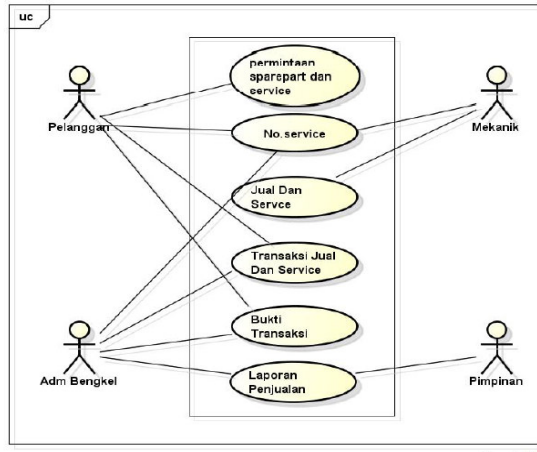 uc
permintaan
sparepart dan
service
Pelanggan
No.service
Mekanik
Jual Dan
Servce
Transaksi Jual
Dan Service
Bukti
Transaksi
Adm Bengkel
Laporan
Penjualan
Pimpinan